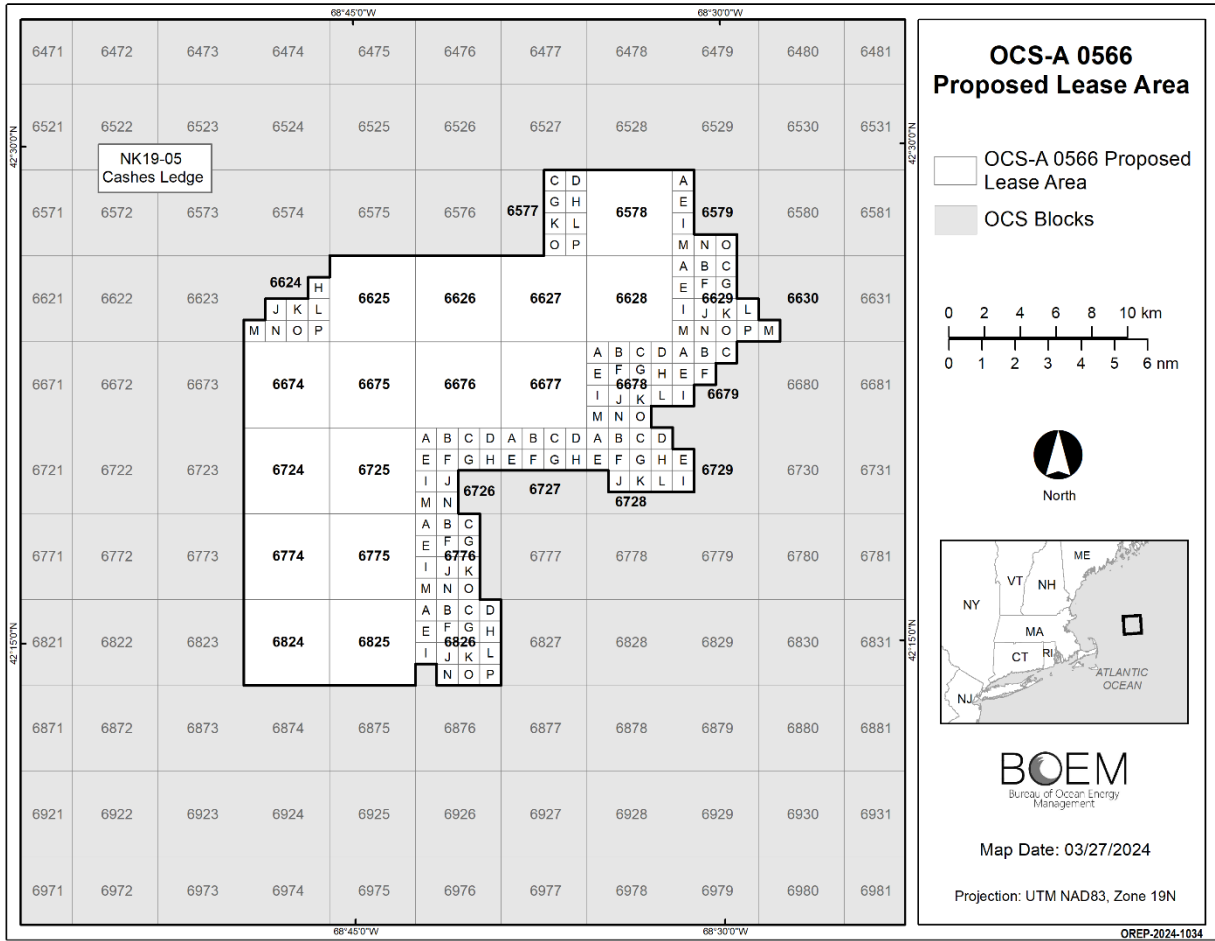 68°45'0"W 68°30'0"W
6471 6472 6473 6474 6475 6476 6477 6478 6479 6480 6481
6521 6522 6523 6524 6525 6526 6527 6528 6529 6530 6531
42°30'0"N 42°30'0"N
NK19-05
Cashes Ledge
C D A
G H E
6571 6572 6573 6574 6575 6576 6577 6578 6579 6580 6581
K L I
O P M N O
A B C
6624 H E F G
6621 6622 6623 6625 6626 6627 6628 6629 6630 6631
J K L I J K L
M N O P M N O P M
A B C D A B C
E F G H E F
6671 6672 6673 6674 6675 6676 6677 6678 6679 6680 6681
I J K L I
M N O
A B C D A B C D A B C D
E F G H E F G H E F G H E
6721 6722 6723 6724 6725 6726 6727 6728 6729 6730 6731
I J J K L I
M N
A B C
E F G
6771 6772 6773 6774 6775 6776 6777 6778 6779 6780 6781
I J K
M N O
A B C D
E F G H
42°15'0"N 42°15'0"N
6821 6822 6823 6824 6825 6826 6827 6828 6829 6830 6831
I J K L
N O P
6871 6872 6873 6874 6875 6876 6877 6878 6879 6880 6881
6921 6922 6923 6924 6925 6926 6927 6928 6929 6930 6931
6971 6972 6973 6974 6975 6976 6977 6978 6979 6980 6981
68°45'0"W 68°30'0"W
OCS-A 0566
Proposed Lease Area
OCS-A 0566 Proposed
Lease Area
OCS Blocks
0 2 4 6 8 10 km
0 1 2 3 4 5 6 nm
North
ME
VT NH
NY
MA
CT RI
ATLANTIC
OCEAN
NJ
BOEM
Bureau of Ocean Energy
Management
Map Date: 03/27/2024
Projection: UTM NAD83, Zone 19N
OREP-2024-1034